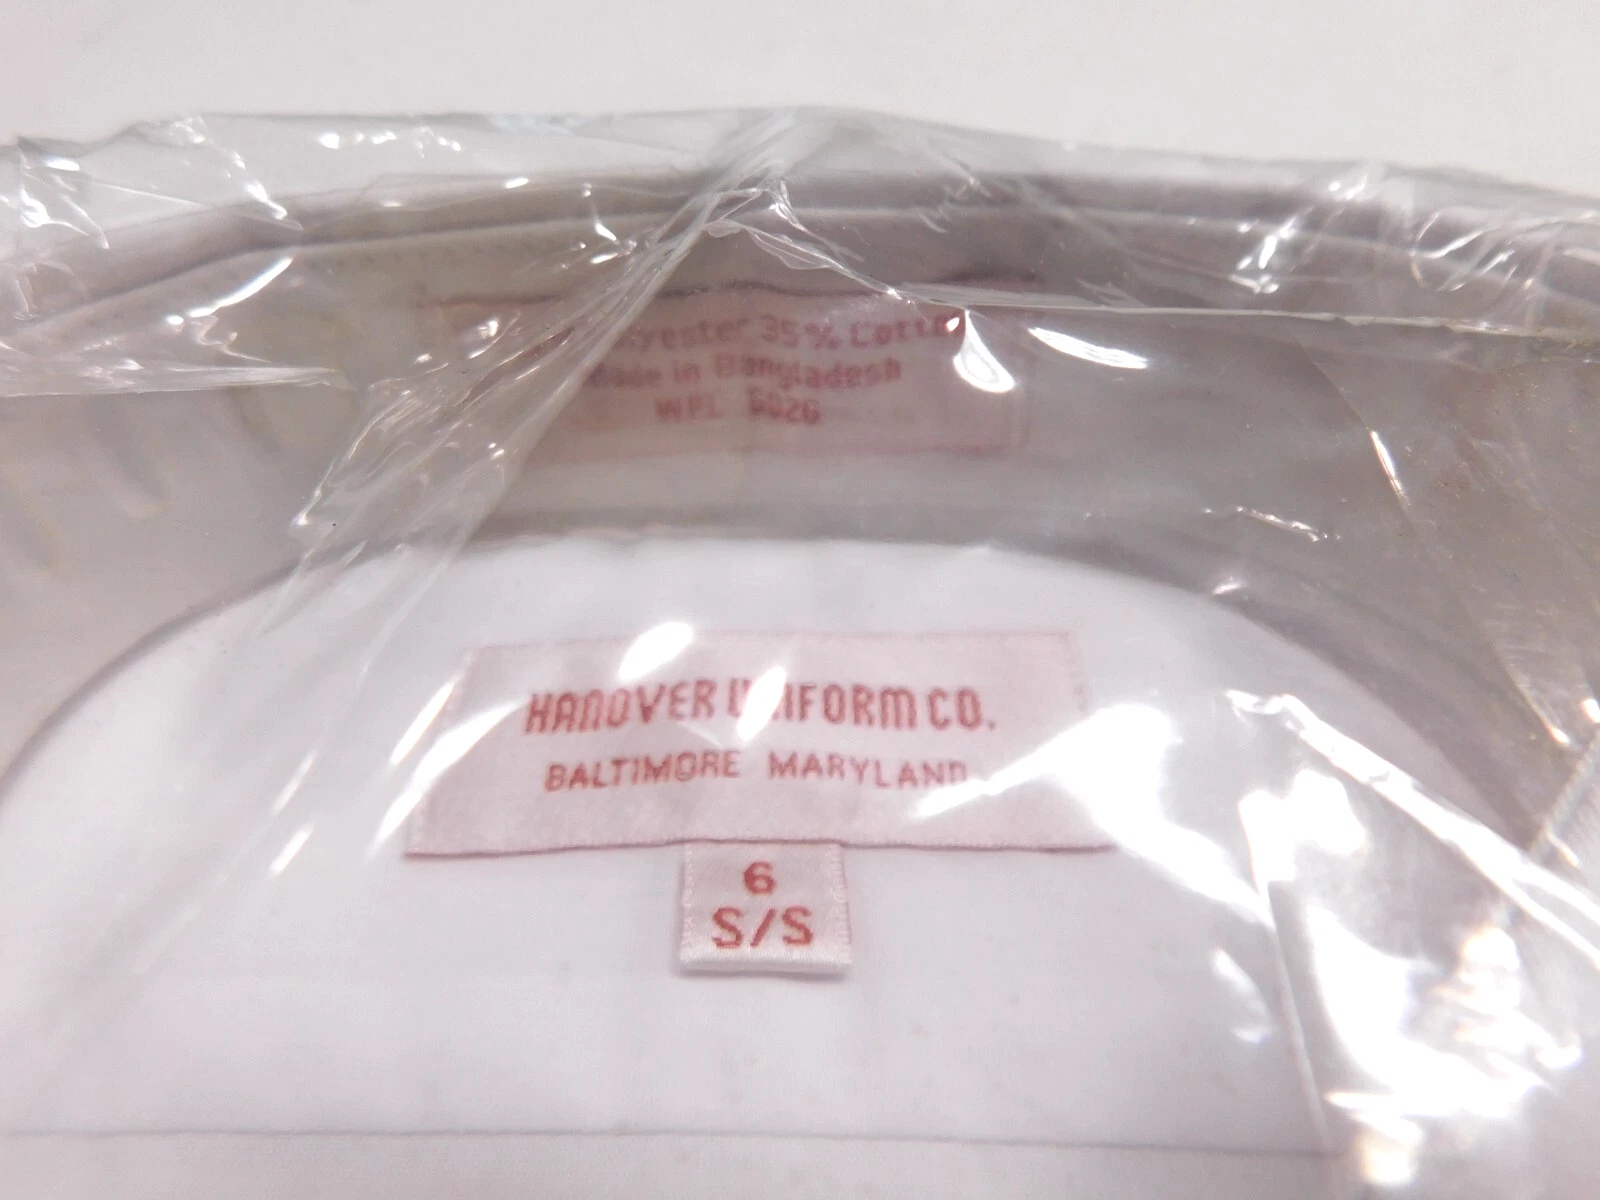 35% Cotton
Made in Bangladesh
WPL 5026
HANOVER UNIFORM CO.
BALTIMORE MARYLAND
6
S/S